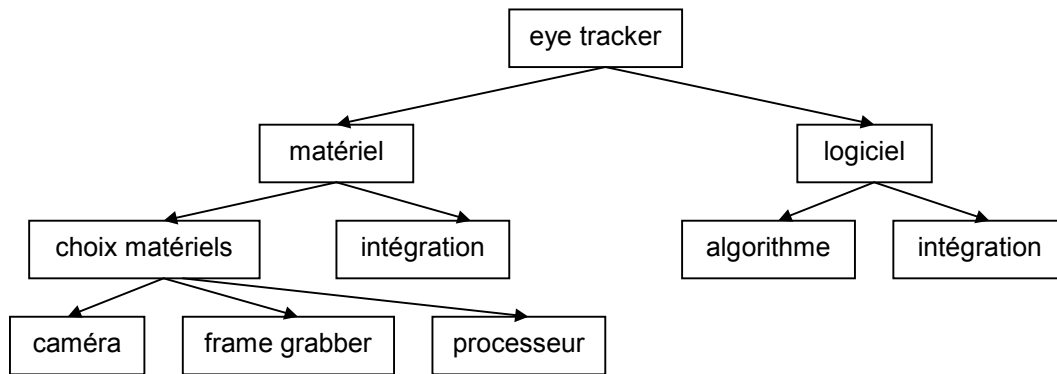 eye tracker
matériel
logiciel
choix matériels
intégration
algorithme
intégration
caméra
frame grabber
processeur